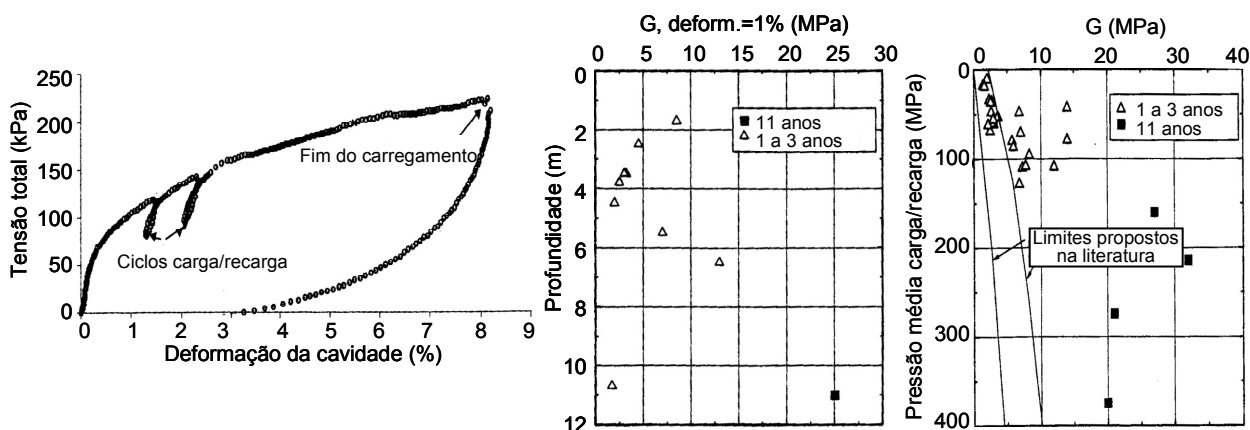 250
200
150
100
50
0
Tensão total (kPa)
Fim do carregamento
Ciclos carga/recarga
0 1 2 3 4 5 6 7 8 9
Deformação da cavidade (%)
G, deform.=1% (MPa)
0 5 10 15 20 25 30
0
2
4
6
8
10
12
Profundidade (m)
11 anos
1 a 3 anos
G (MPa)
0 10 20 30 40
0
100
200
300
400
Pressão média carga/recarga (MPa)
1 a 3 anos
11 anos
Limites propostos
na literatura